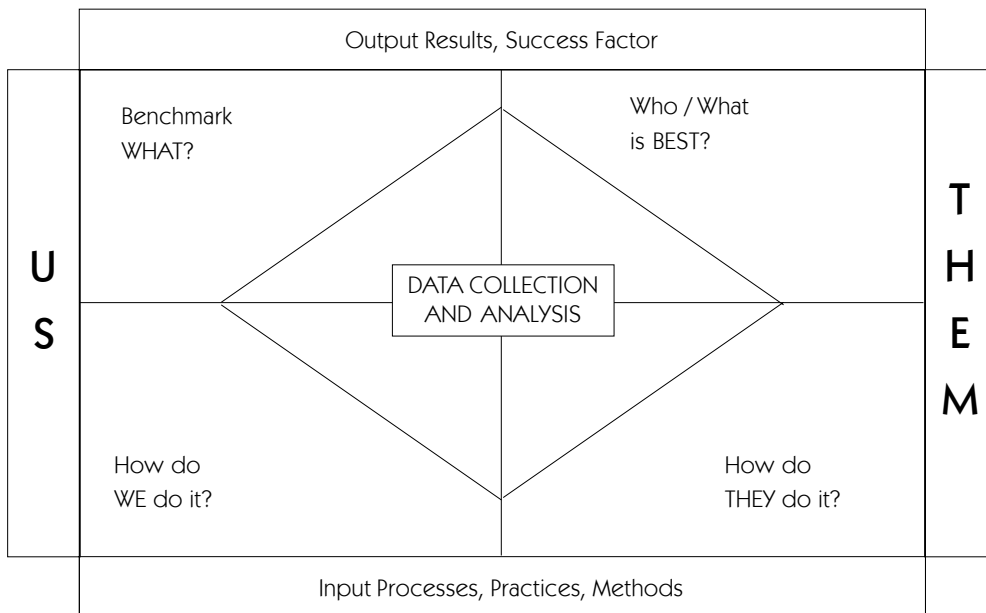 Output Results, Success Factor
Benchmark
WHAT?
Who / What
is BEST?
U
S
DATA COLLECTION
AND ANALYSIS
T
H
E
M
How do
WE do it?
How do
THEY do it?
Input Processes, Practices, Methods